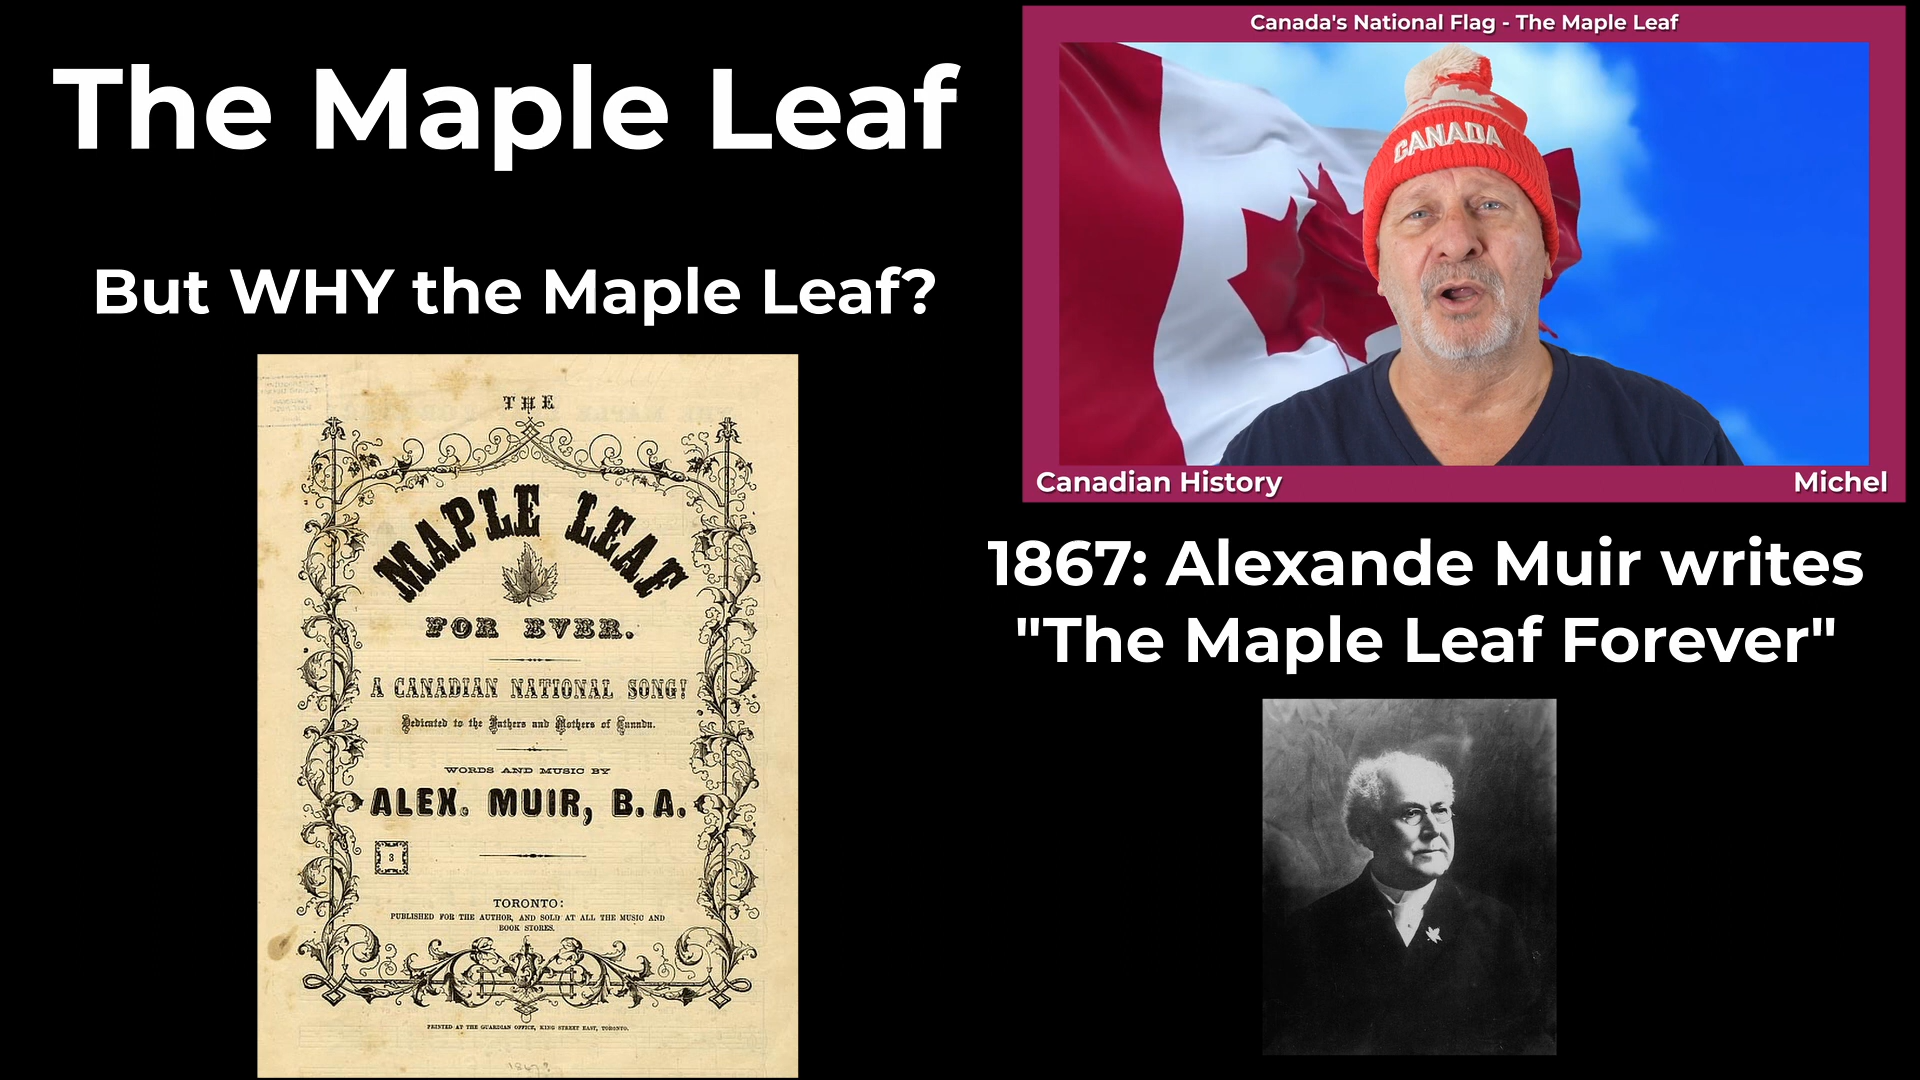 The Maple Leaf
But WHY the Maple Leaf?
THE
MAPLE LEAF
FOR EVER.
A CANADIAN NATIONAL SONG!
Dedicated to the Fathers and Mothers of Canada.
WORDS AND MUSIC BY
ALEX. MUIR, B. A.
3
TORONTO:
PUBLISHED FOR THE AUTHOR, AND SOLD AT ALL THE MUSIC AND
BOOK STORES.
PRINTED AT THE GUARDIAN OFFICE, KING STREET EAST, TORONTO.
Canada's National Flag - The Maple Leaf
CANADA
Canadian History
Michel
1867: Alexande Muir writes
"The Maple Leaf Forever"